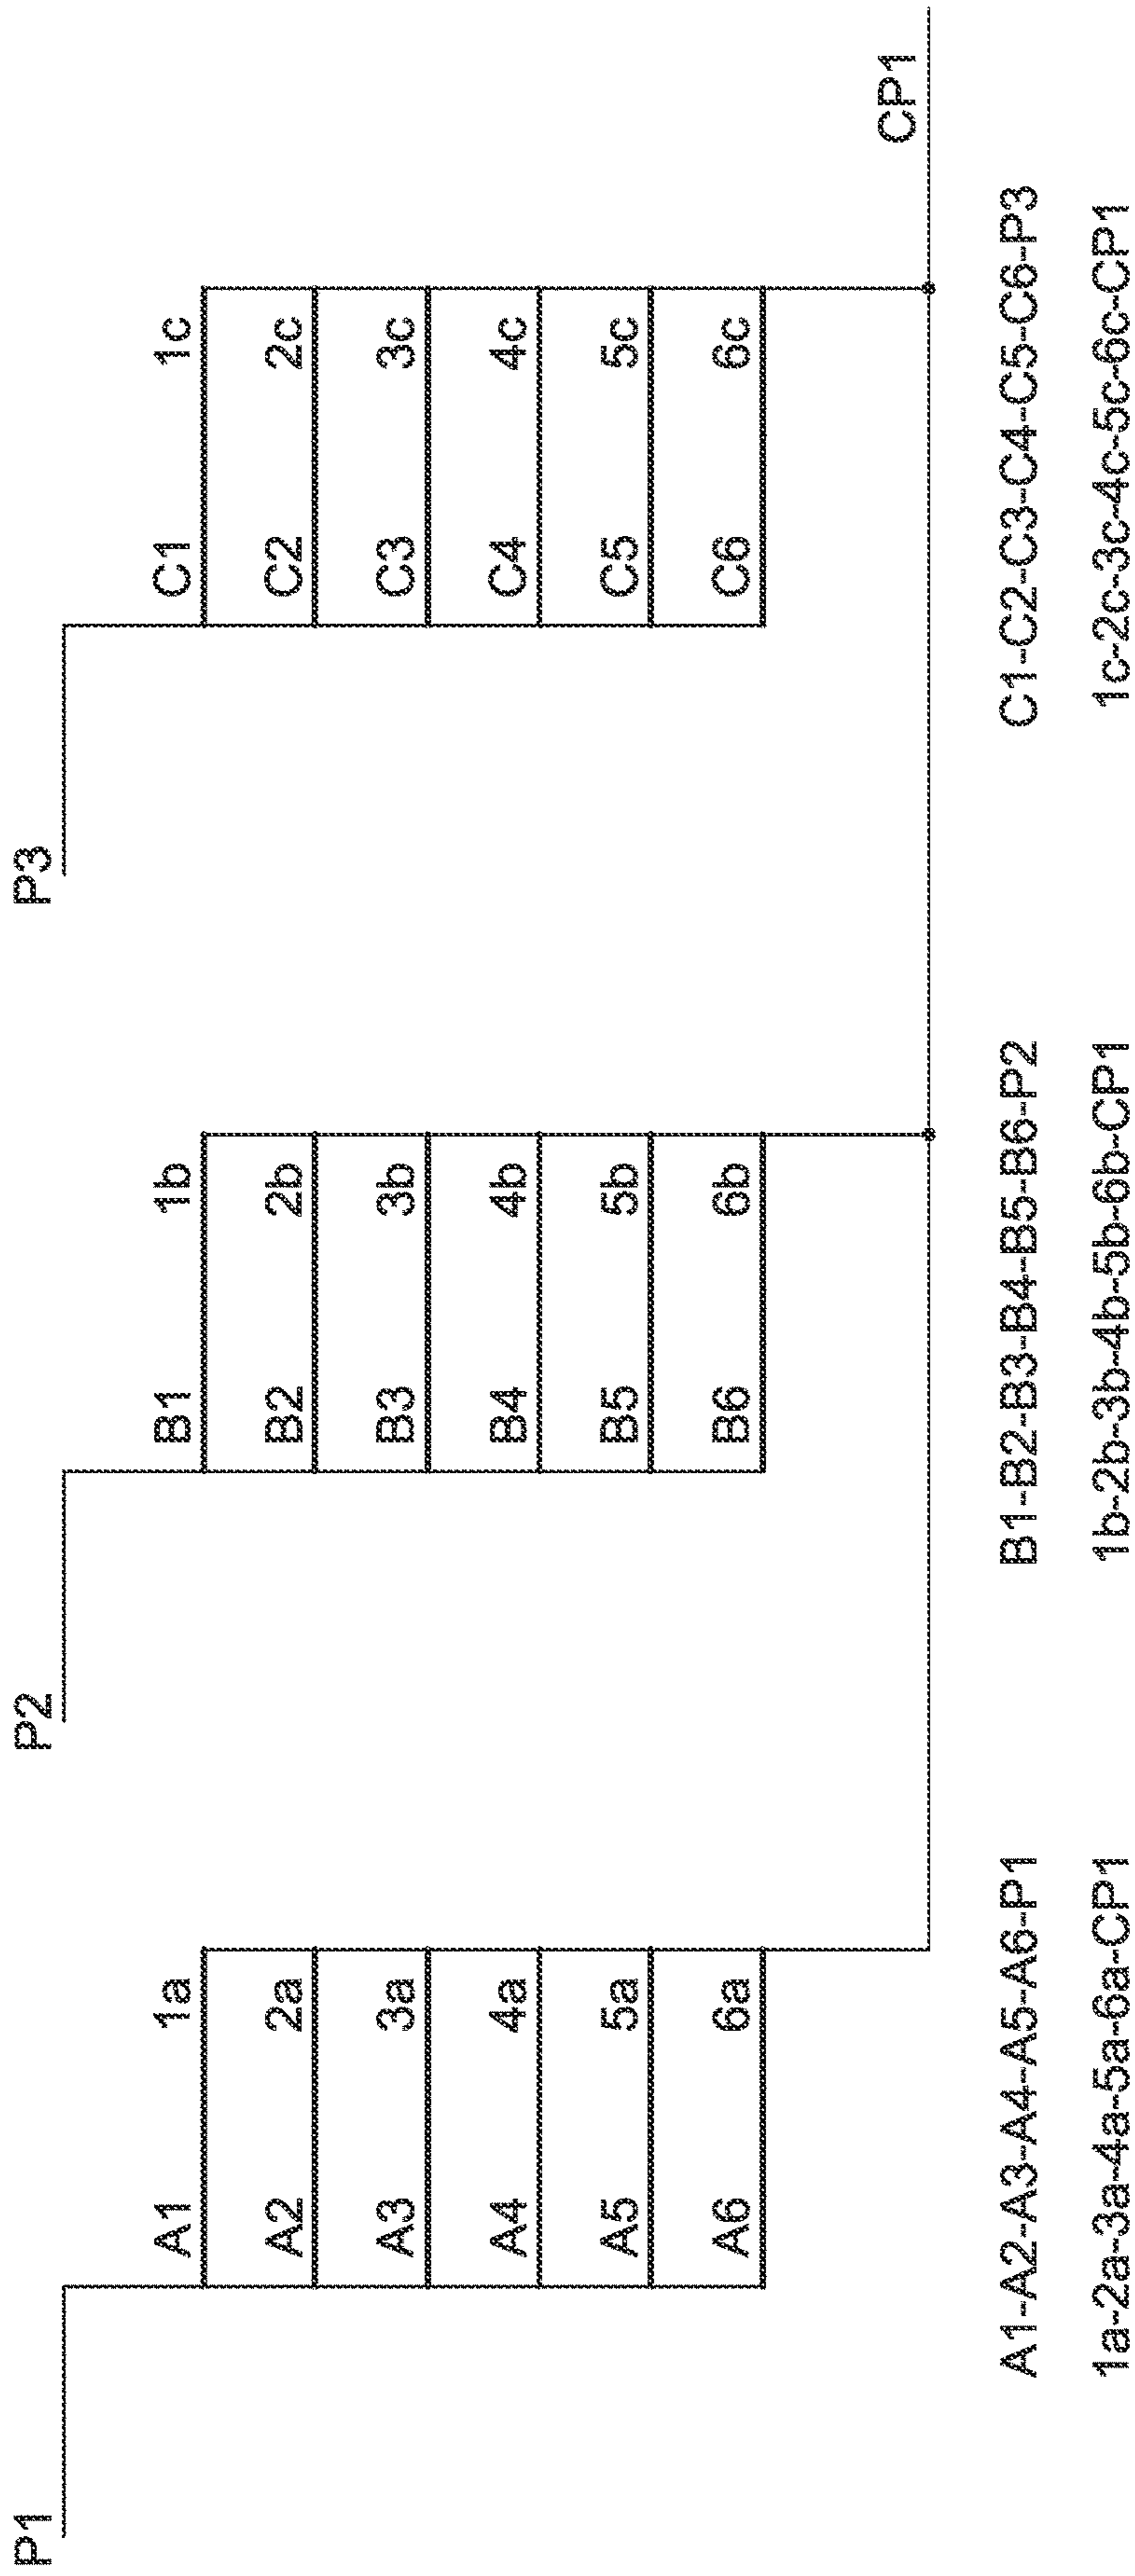 P1 P2 P3
A1 1a B1 1b C1 1c
A2 2a B2 2b C2 2c
A3 3a B3 3b C3 3c
A4 4a B4 4b C4 4c
A5 5a B5 5b C5 5c
A6 6a B6 6b C6 6c
CP1
A1-A2-A3-A4-A5-A6-P1 B1-B2-B3-B4-B5-B6-P2 C1-C2-C3-C4-C5-C6-P3
1a-2a-3a-4a-5a-6a-CP1 1b-2b-3b-4b-5b-6b-CP1 1c-2c-3c-4c-5c-6c-CP1